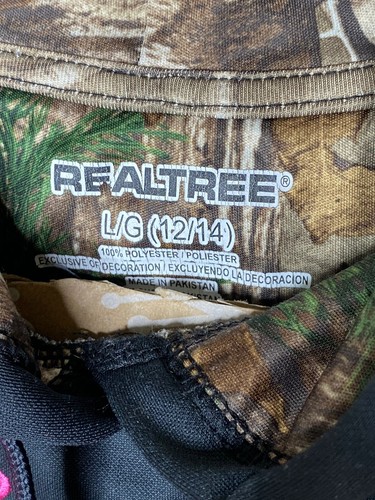 REALTREE®
L/G (12/14)
100% POLYESTER / POLIESTER
EXCLUSIVE OF DECORATION / EXCLUYENDO LA DECORACION
MADE IN PAKISTAN